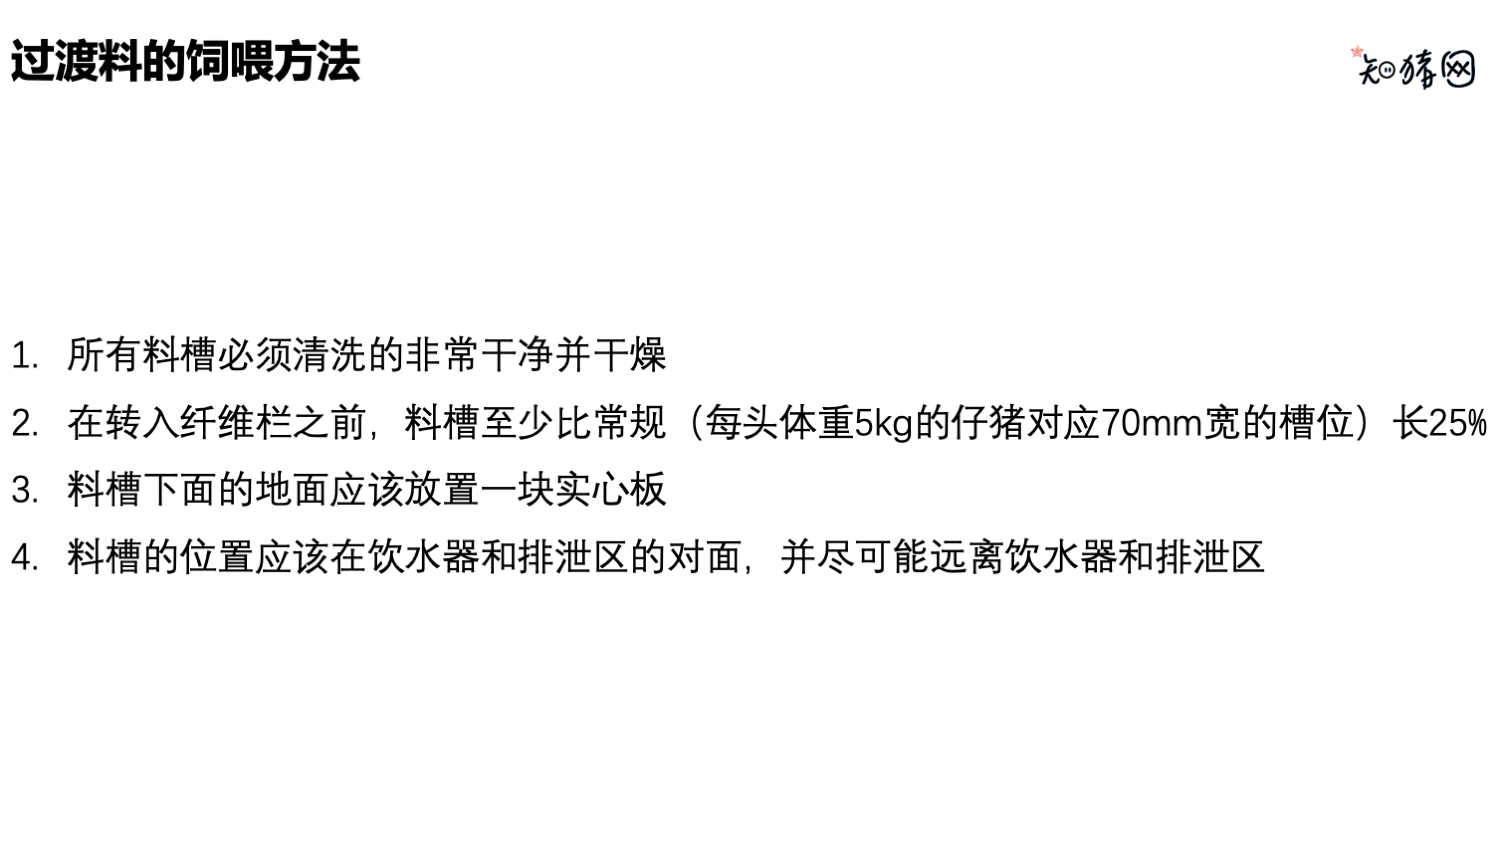 过渡料的饲喂方法
知猪网
1. 所有料槽必须清洗的非常干净并干燥
2. 在转入纤维栏之前，料槽至少比常规（每头体重5kg的仔猪对应70mm宽的槽位）长25%
3. 料槽下面的地面应该放置一块实心板
4. 料槽的位置应该在饮水器和排泄区的对面，并尽可能远离饮水器和排泄区